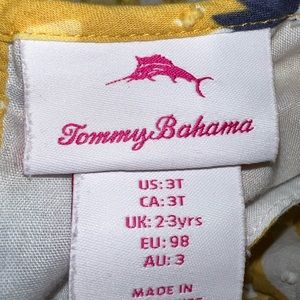 Tommy Bahama
US: 3T
CA: 3T
UK: 2-3yrs
EU: 98
AU: 3
MADE IN